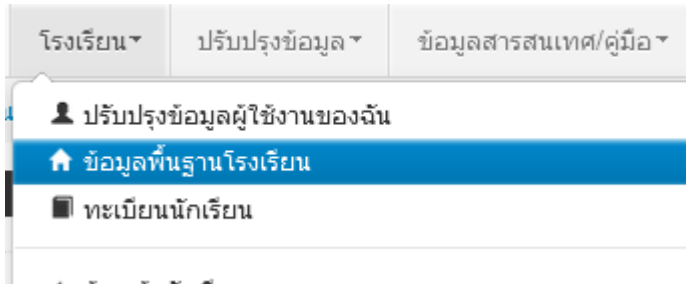 โรงเรียน ปรับปรุงข้อมูล ข้อมูลสารสนเทศ/คู่มือ
ปรับปรุงข้อมูลผู้ใช้งานของฉัน
ข้อมูลพื้นฐานโรงเรียน
ทะเบียนนักเรียน